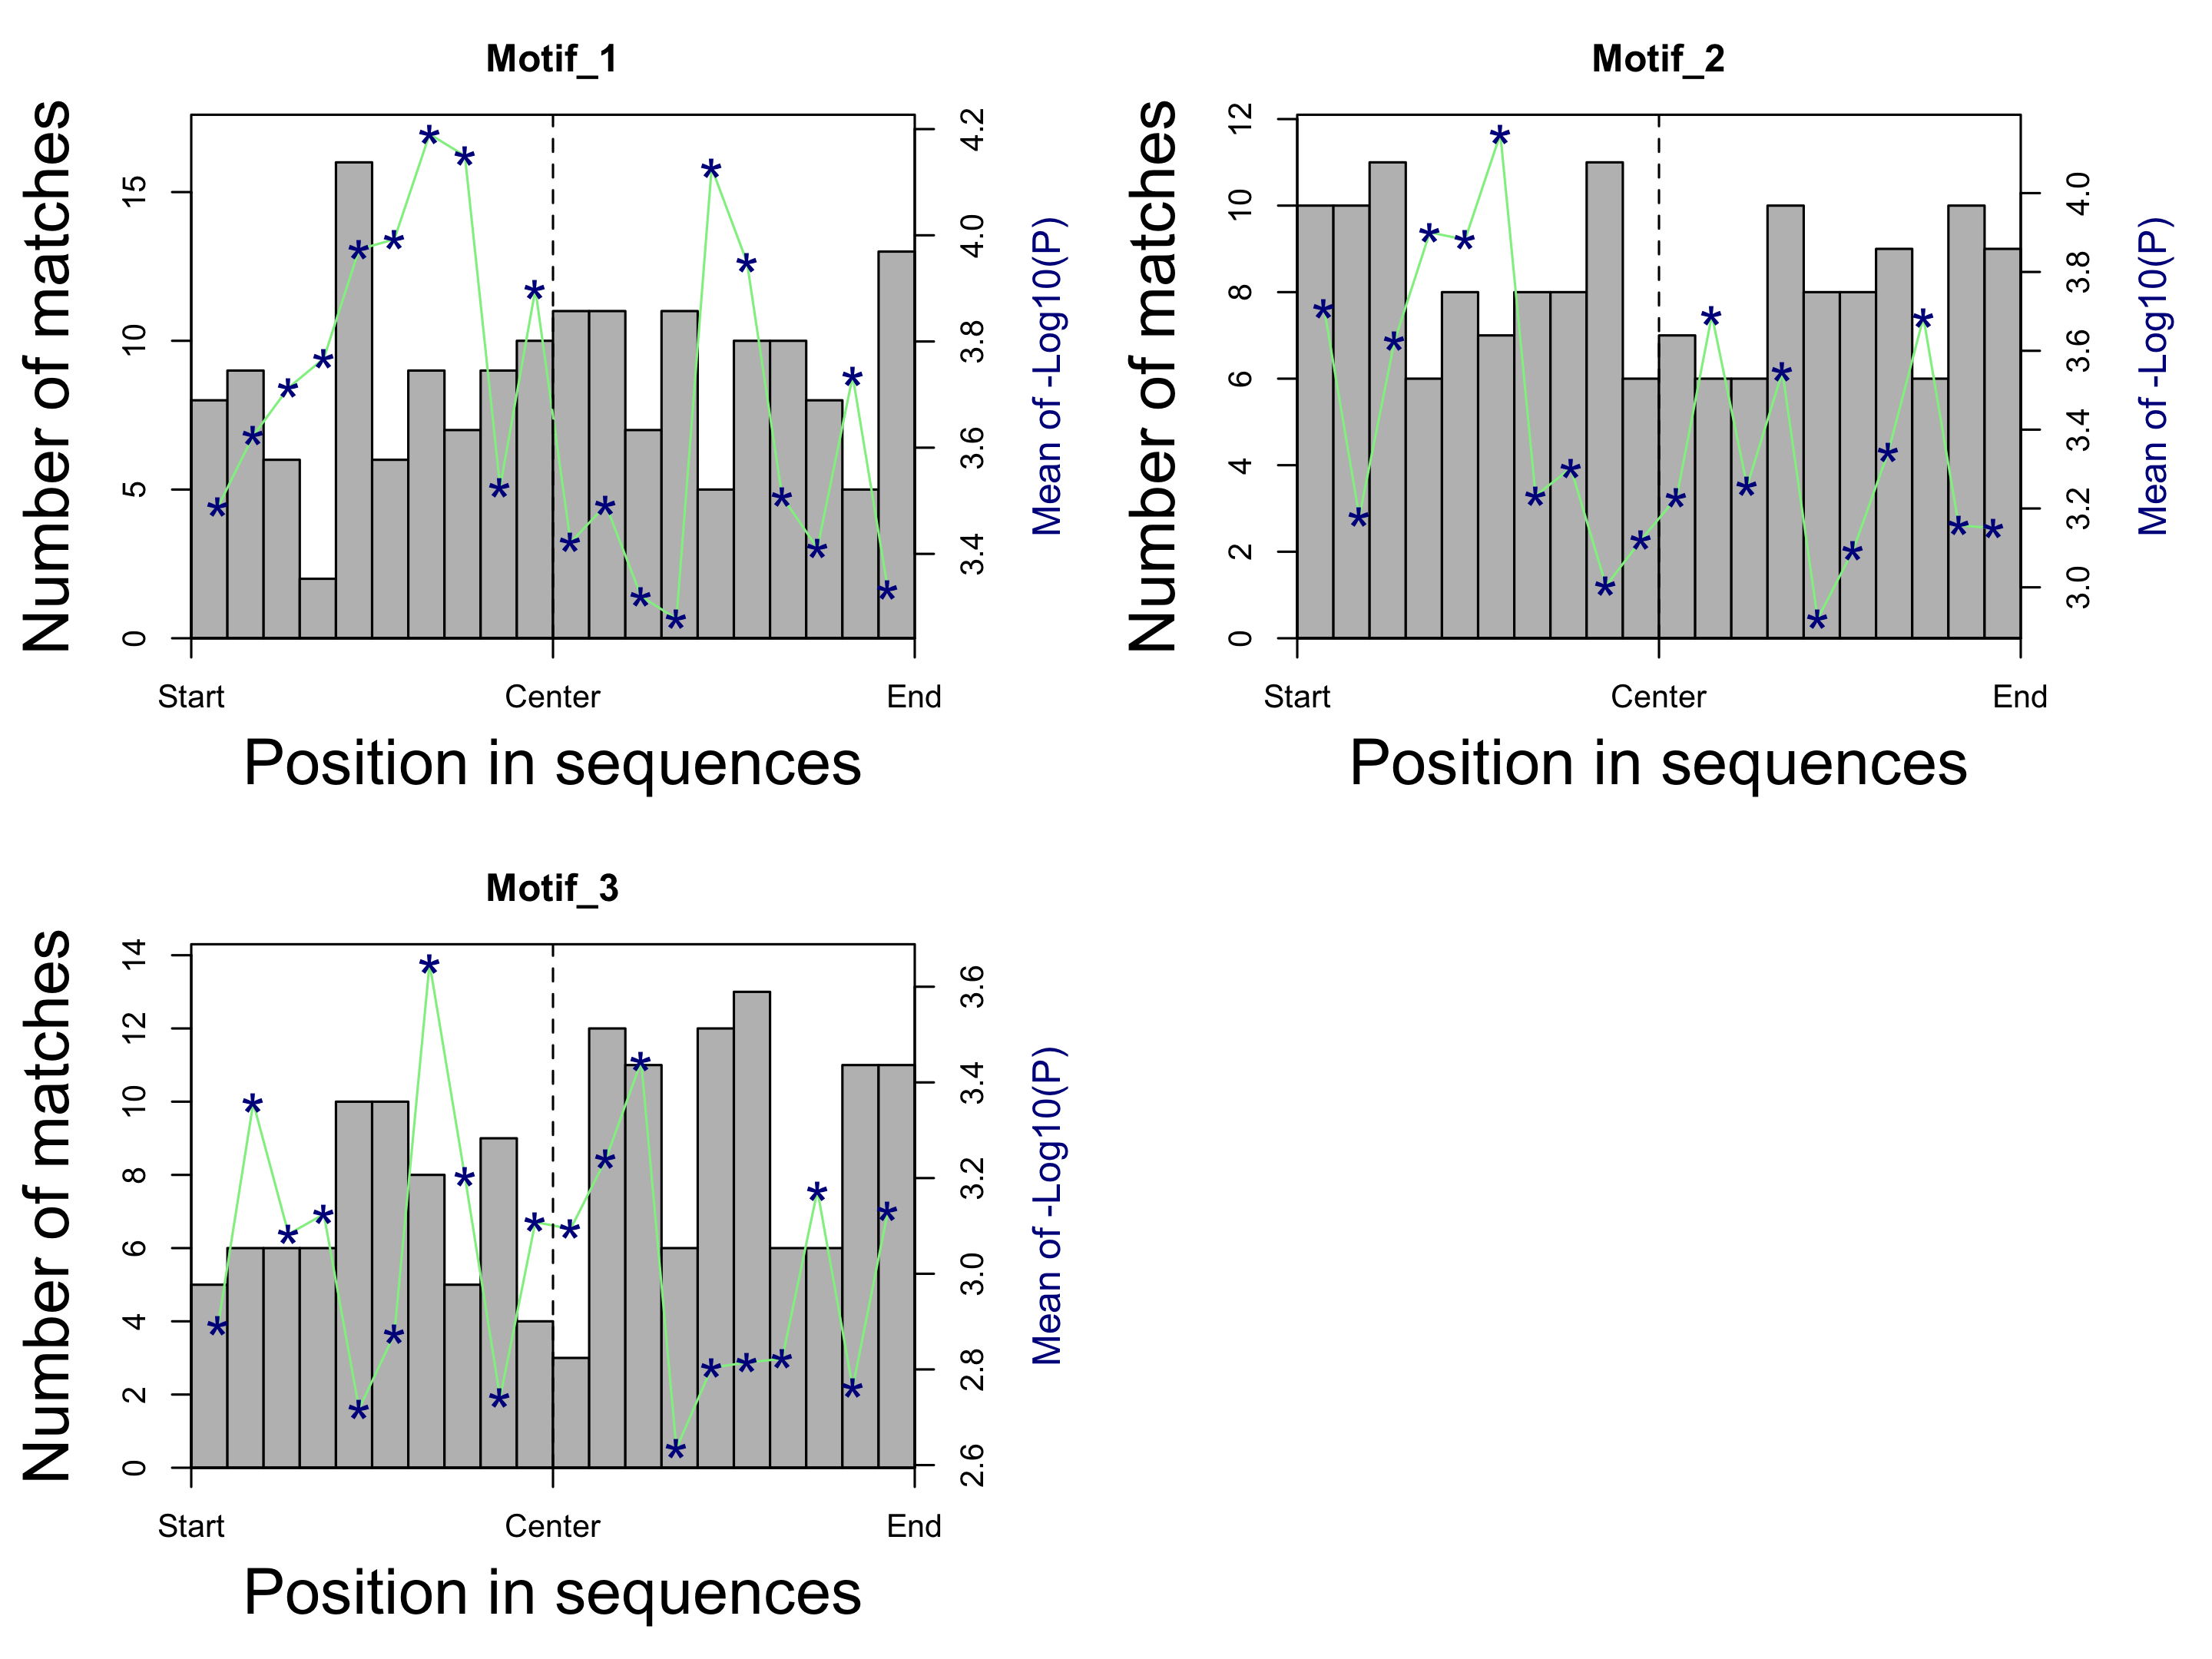 Motif_1
Number of matches
0
5
10
15
3.4
3.6
3.8
4.0
4.2
Mean of -Log10(P)
Start
Center
End
Position in sequences
Motif_2
Number of matches
0
2
4
6
8
10
12
3.0
3.2
3.4
3.6
3.8
4.0
Mean of -Log10(P)
Start
Center
End
Position in sequences
Motif_3
Number of matches
0
2
4
6
8
10
12
14
2.6
2.8
3.0
3.2
3.4
3.6
Mean of -Log10(P)
Start
Center
End
Position in sequences